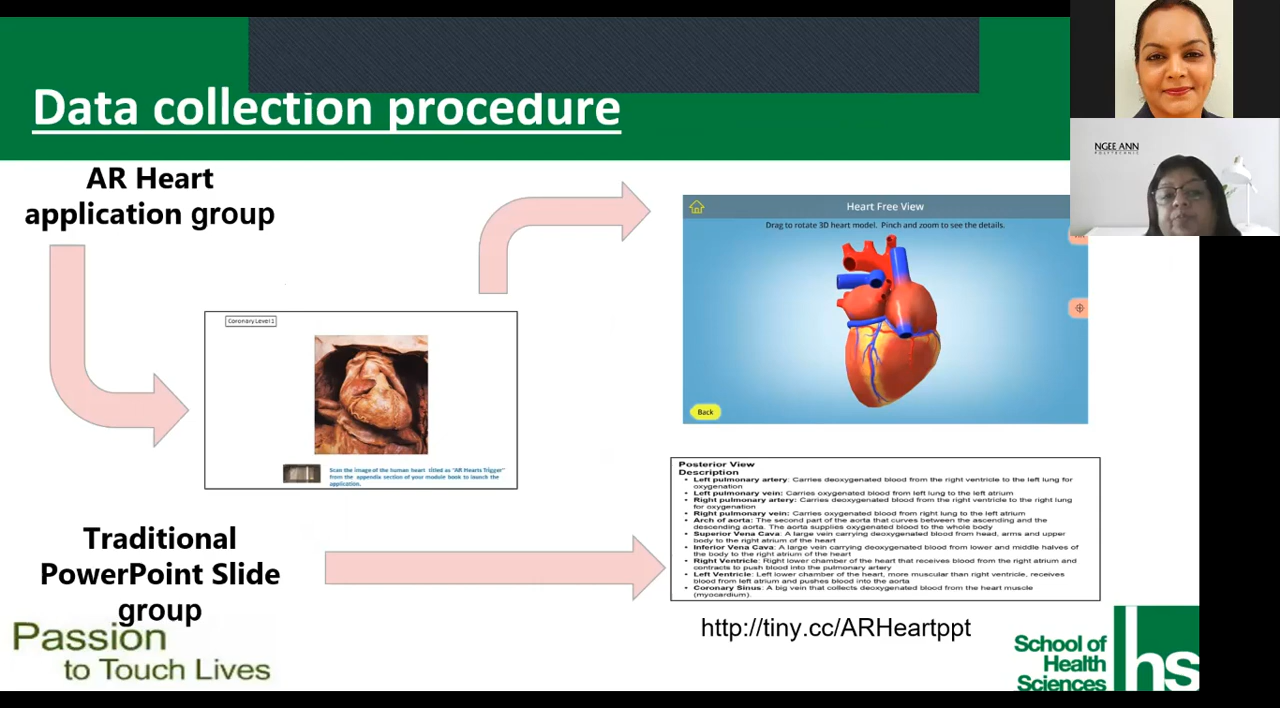 Data collection procedure
NGEE ANN
POLYTECHNIC
AR Heart
application group
Heart Free View
Drag to rotate 3D heart model. Pinch and zoom to see the details.
Back
Coronary Level 1
Scan the image of the human heart titled as "AR Hearts Trigger"
from the appendix section of your module book to launch the
application.
Traditional
PowerPoint Slide
group
Posterior View
Description
• Left pulmonary artery: Carries deoxygenated blood from the right ventricle to the left lung for
oxygenation
• Left pulmonary vein: Carries oxygenated blood from left lung to the left atrium
• Right pulmonary artery: Carries deoxygenated blood from the right ventricle to the right lung
for oxygenation
• Right pulmonary vein: Carries oxygenated blood from right lung to the left atrium
• Arch of aorta: The second part of the aorta that curves between the ascending and the
descending aorta. The aorta supplies oxygenated blood to the whole body
• Superior Vena Cava: A large vein carrying deoxygenated blood from head, arms and upper
body to the right atrium of the heart
• Inferior Vena Cava: A large vein carrying deoxygenated blood from lower and middle halves of
the body to the right atrium of the heart
• Right Ventricle: Right lower chamber of the heart that receives blood from the right atrium and
contracts to push blood into the pulmonary artery
• Left Ventricle: Left lower chamber of the heart, more muscular than right ventricle, receives
blood from left atrium and pushes blood into the aorta
• Coronary Sinus: A big vein that collects deoxygenated blood from the heart muscle
(myocardium).
http://tiny.cc/ARHeartppt
Passion
to Touch Lives
School of
Health
Sciences
hs